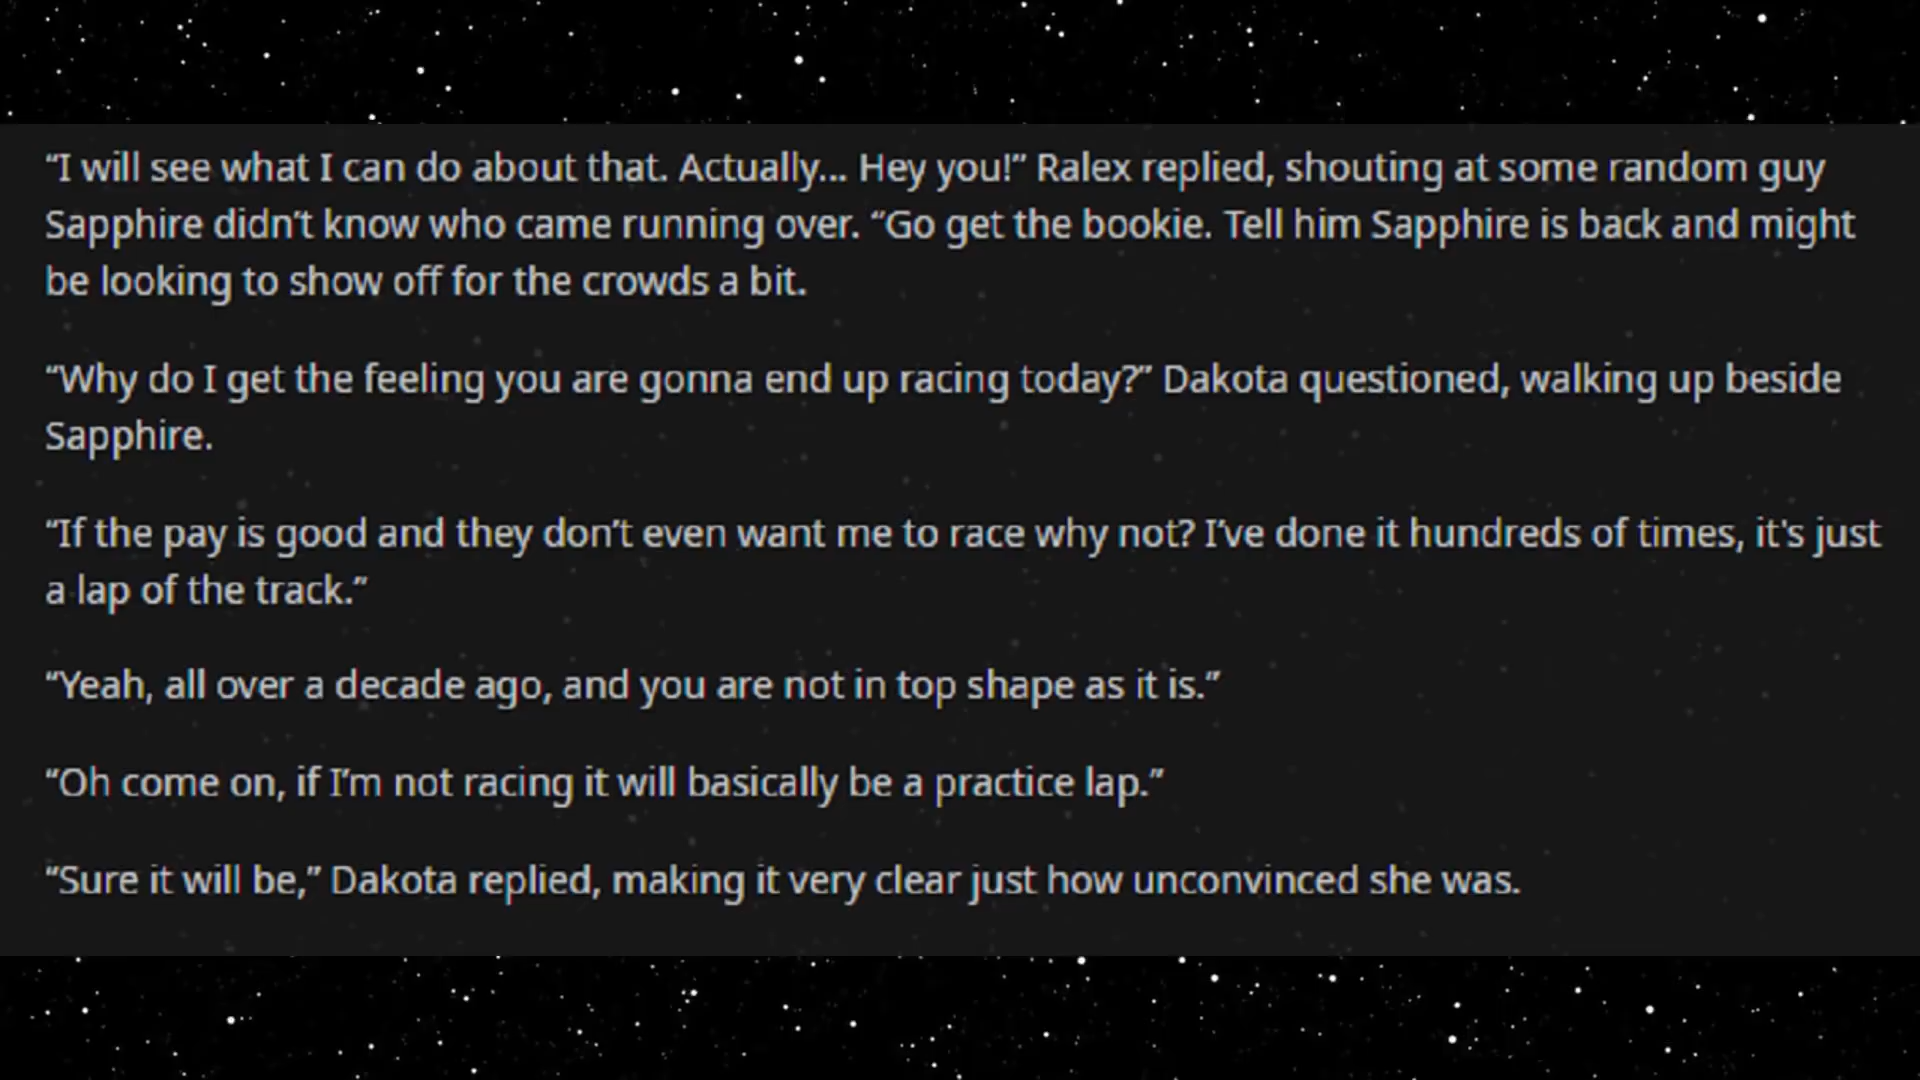 “I will see what I can do about that. Actually... Hey you!” Ralex replied, shouting at some random guy
Sapphire didn’t know who came running over. “Go get the bookie. Tell him Sapphire is back and might
be looking to show off for the crowds a bit.
“Why do I get the feeling you are gonna end up racing today?” Dakota questioned, walking up beside
Sapphire.
“If the pay is good and they don’t even want me to race why not? I’ve done it hundreds of times, it's just
a lap of the track.”
“Yeah, all over a decade ago, and you are not in top shape as it is.”
“Oh come on, if I’m not racing it will basically be a practice lap.”
“Sure it will be,” Dakota replied, making it very clear just how unconvinced she was.